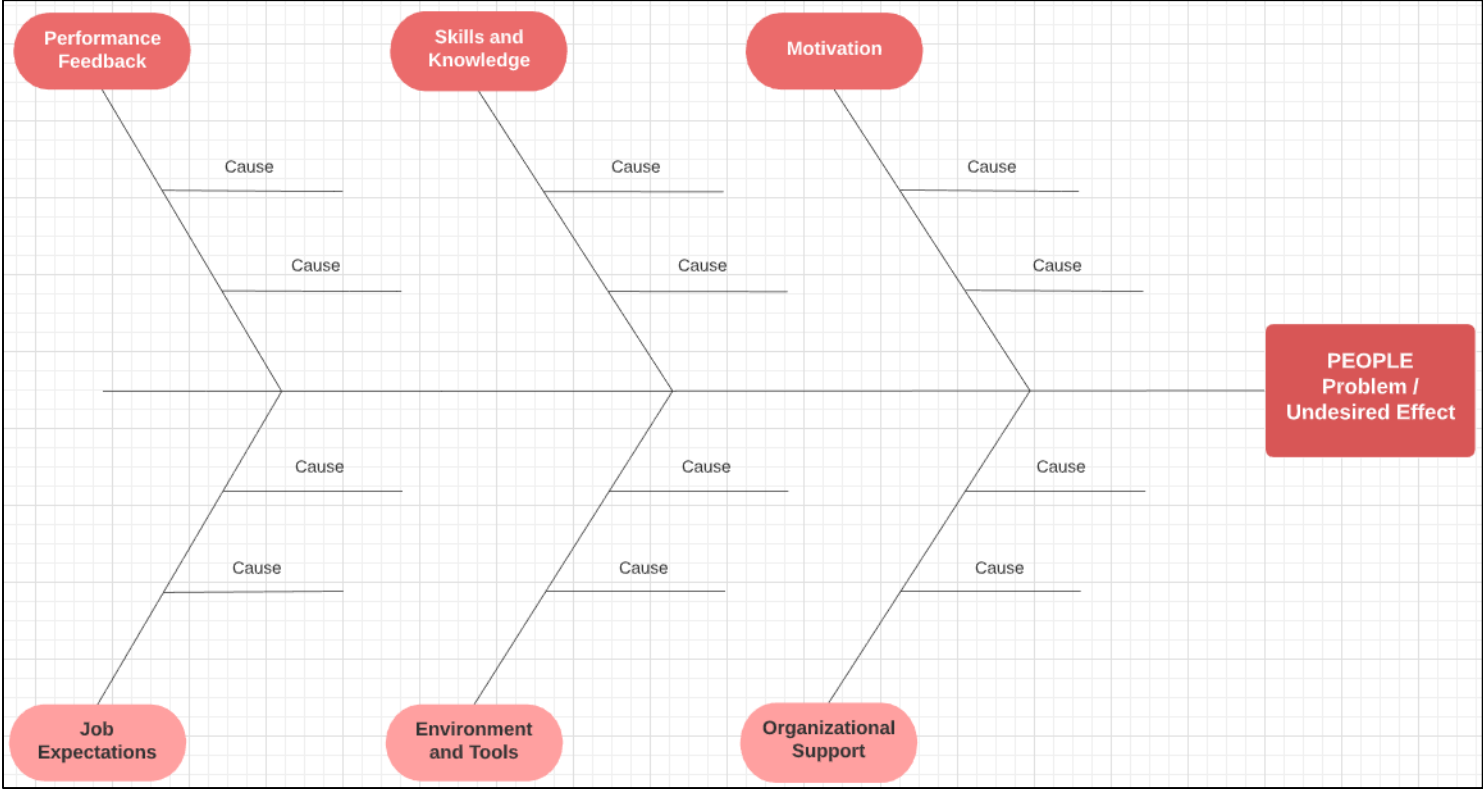 Performance
Feedback
Skills and
Knowledge
Motivation
Cause
Cause
Cause
Cause
Cause
Cause
PEOPLE
Problem /
Undesired Effect
Cause
Cause
Cause
Cause
Cause
Cause
Job
Expectations
Environment
and Tools
Organizational
Support